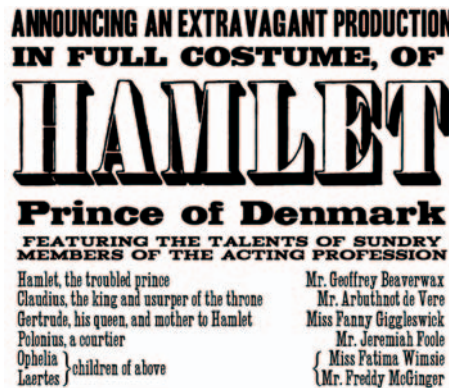 ANNOUNCING AN EXTRAVAGANT PRODUCTION
IN FULL COSTUME, OF
HAMLET
Prince of Denmark
FEATURING THE TALENTS OF SUNDRY
MEMBERS OF THE ACTING PROFESSION
Hamlet, the troubled prince Mr. Geoffrey Beaverwax
Claudius, the king and usurper of the throne Mr. Arbuthnot de Vere
Gertrude, his queen, and mother to Hamlet Miss Fanny Giggleswick
Polonius, a courtier Mr. Jeremiah Foole
Ophelia } children of above { Miss Fatima Wimsie
Laertes } { Mr. Freddy McGinger